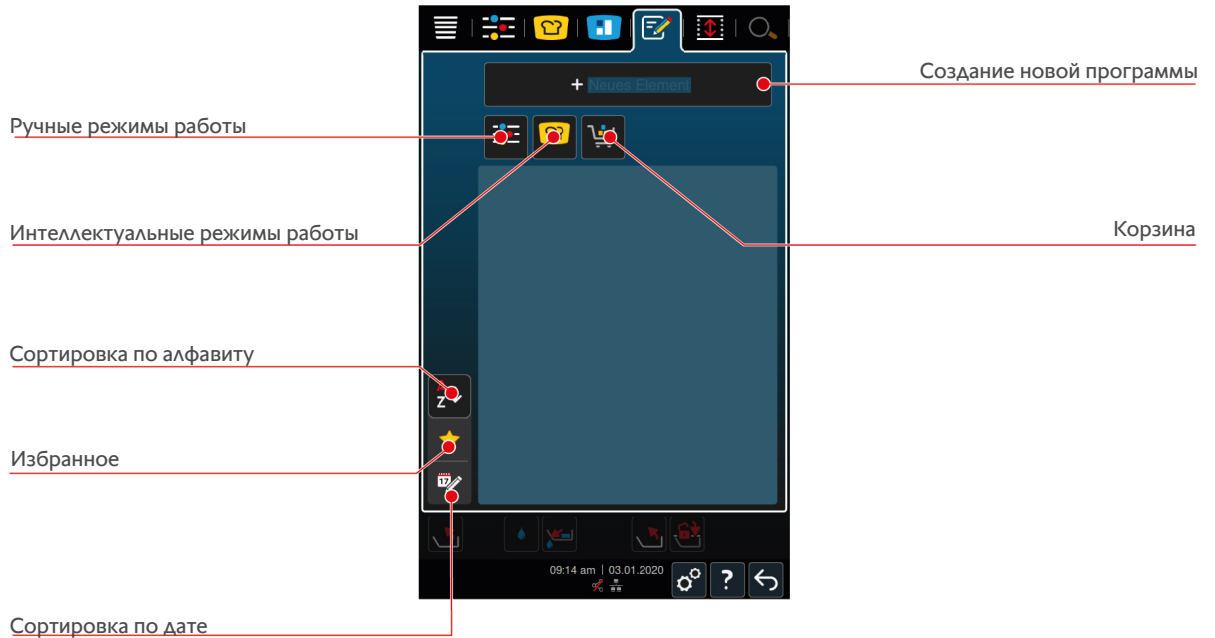 Создание новой программы
+ Neues Element
Ручные режимы работы
Интеллектуальные режимы работы
Корзина
Сортировка по алфавиту
Z
Избранное
17
09:14 am | 03.01.2020
?
Сортировка по дате